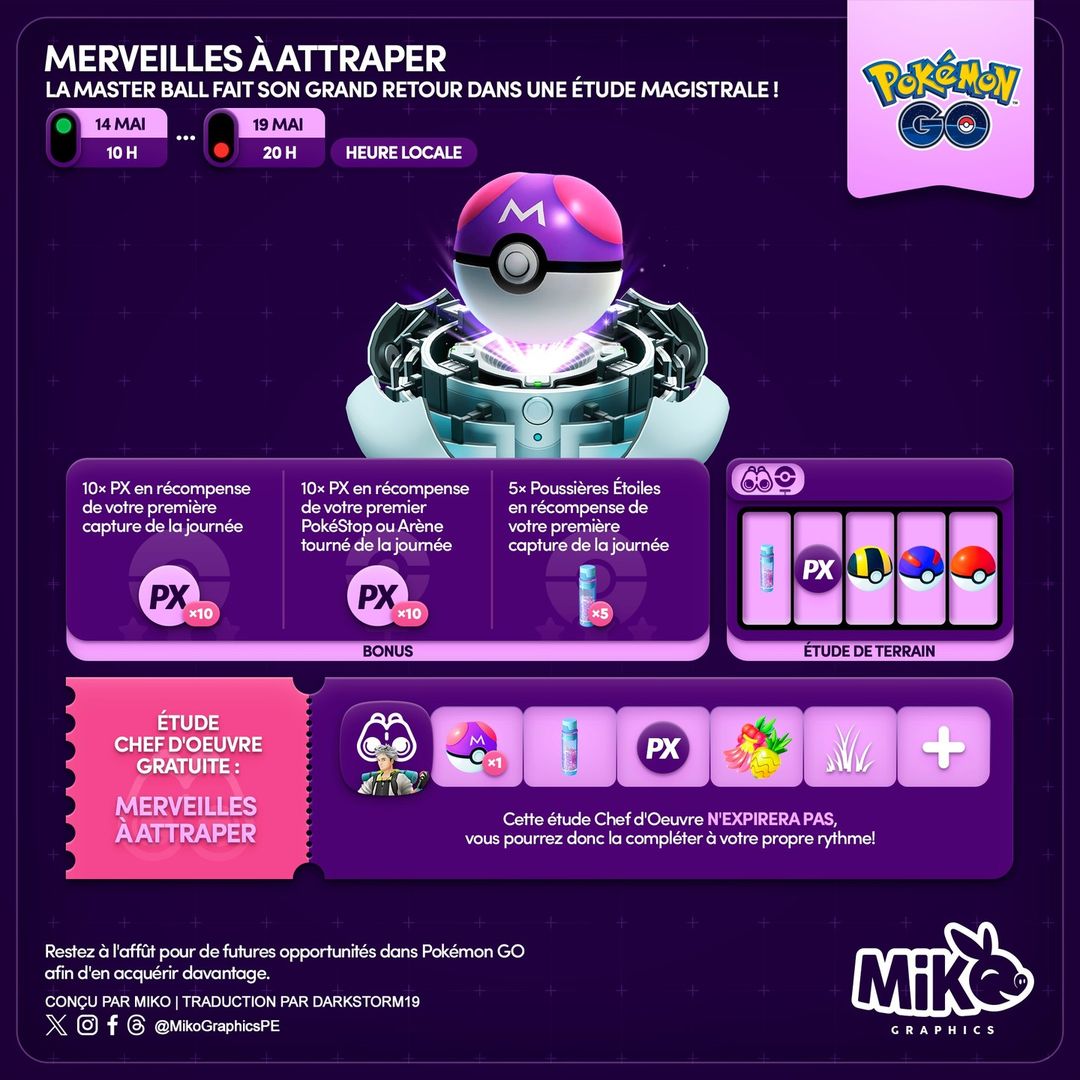 MERVEILLES À ATTRAPER
LA MASTER BALL FAIT SON GRAND RETOUR DANS UNE ÉTUDE MAGISTRALE !
14 MAI
10 H
...
19 MAI
20 H
HEURE LOCALE
POKÉMON
GO
M
10× PX en récompense
de votre première
capture de la journée
PX
×10
10× PX en récompense
de votre premier
PokéStop ou Arène
tourné de la journée
PX
×10
5× Poussières Étoiles
en récompense de
votre première
capture de la journée
×5
BONUS
PX
ÉTUDE DE TERRAIN
ÉTUDE
CHEF D'OEUVRE
GRATUITE :
MERVEILLES
À ATTRAPER
M
×1
PX
Cette étude Chef d'Oeuvre N'EXPIRERA PAS,
vous pourrez donc la compléter à votre propre rythme!
Restez à l'affût pour de futures opportunités dans Pokémon GO
afin d'en acquérir davantage.
CONÇU PAR MIKO | TRADUCTION PAR DARKSTORM19
@MikoGraphicsPE
MiKO
GRAPHICS